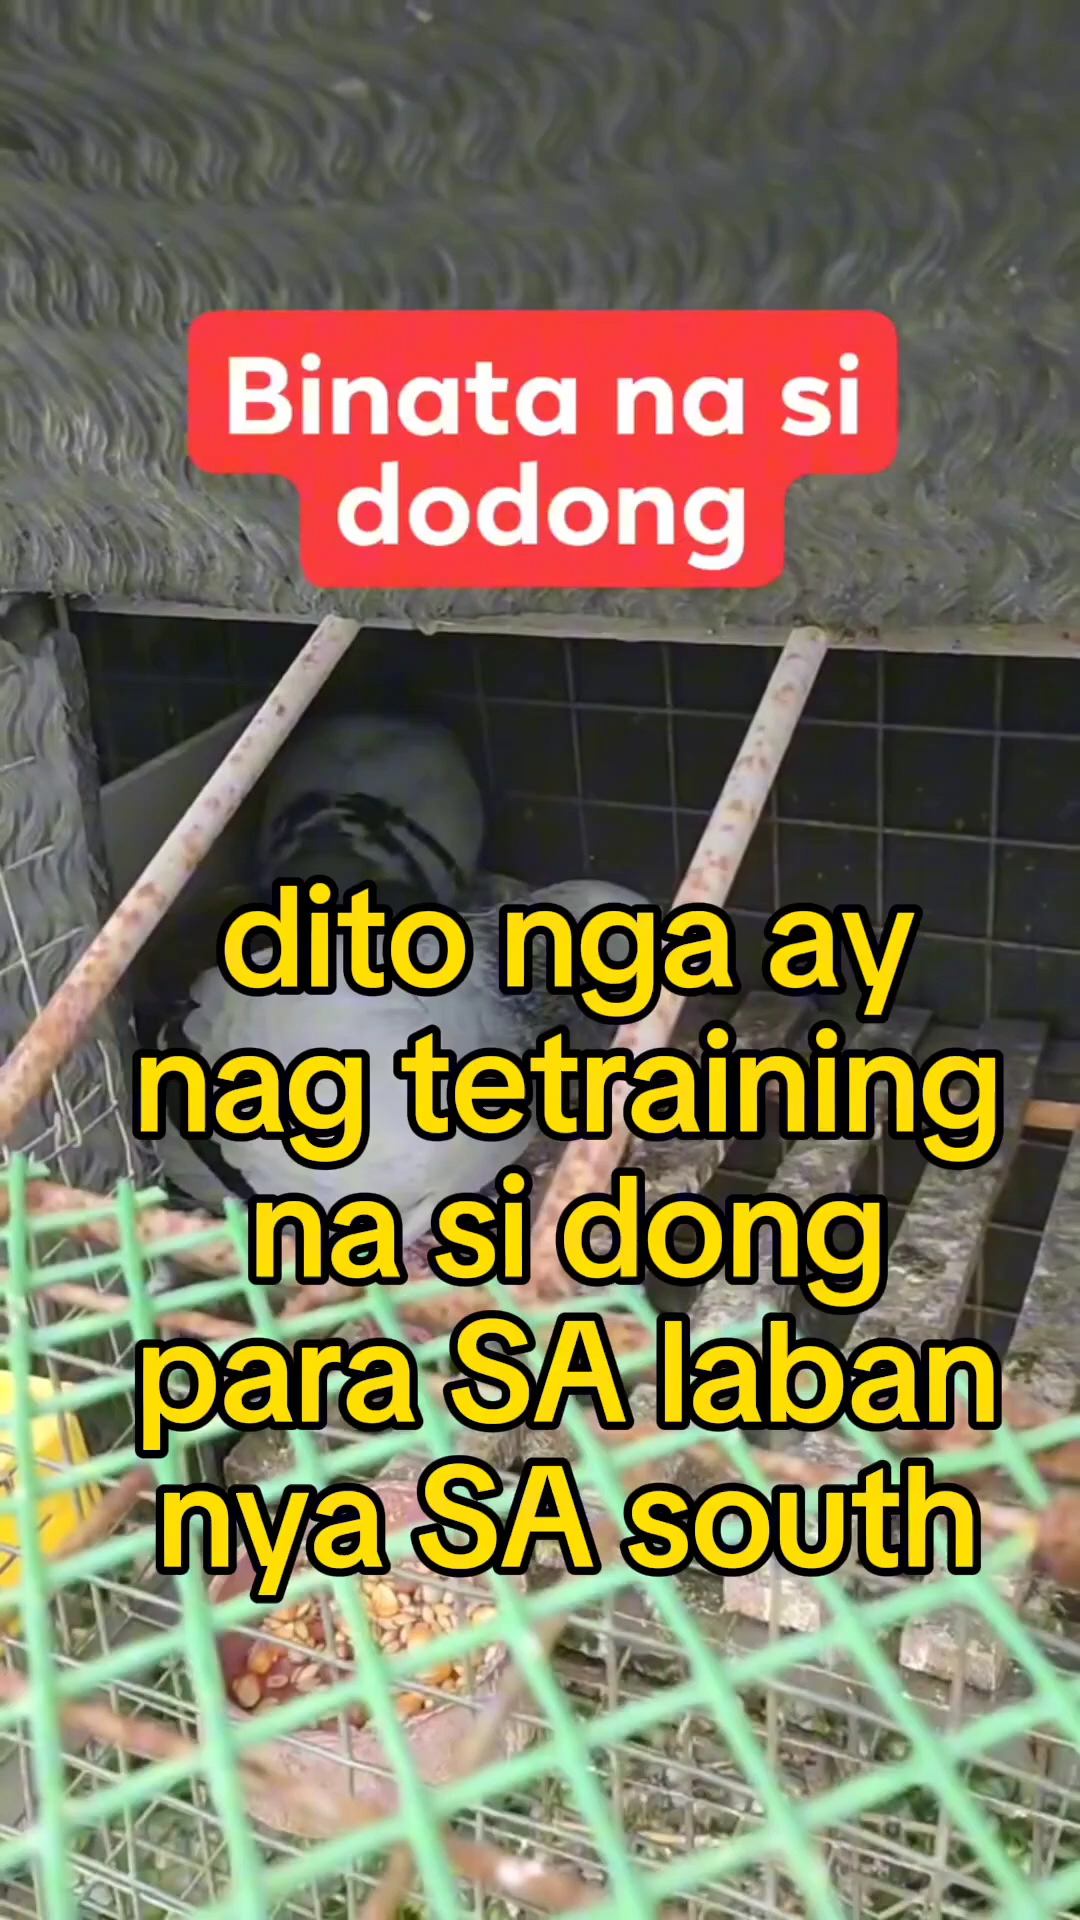 Binata na si
dodong
dito nga ay
nag tetraining
na si dong
para SA laban
nya SA south